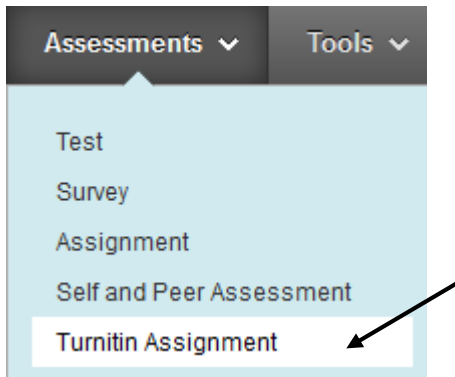 Assessments Tools
Test
Survey
Assignment
Self and Peer Assessment
Turnitin Assignment